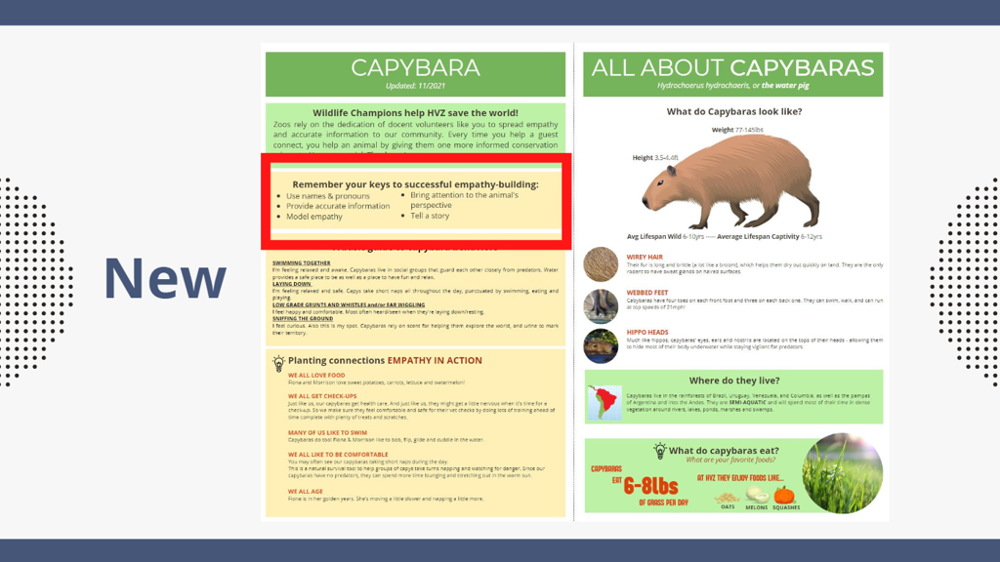 New
CAPYBARA
Updated: 11/2021
Wildlife Champions help HVZ save the world!
Zoos rely on the dedication of docent volunteers like you to spread empathy
and accurate information to our community. Every time you help a guest
connect, you help an animal by giving them one more informed conservation
Remember your keys to successful empathy-building:
• Use names & pronouns
• Provide accurate information
• Model empathy
• Bring attention to the animal's
perspective
• Tell a story
SWIMMING TOGETHER
I'm feeling relaxed and awake. Capybaras live in social groups that guard each other closely from predators. Water
provides a safe place to be as well as a place to have fun and relax.
LAYING DOWN
I'm feeling relaxed and safe. Capys take short naps all throughout the day, punctuated by swimming, eating and
playing.
LOW GRADE GRUNTS AND WHISTLES and/or EAR WIGGLING
I feel happy and comfortable. Most often heard/seen when they're laying down/resting.
SNIFFING THE GROUND
I feel curious. Also this is my spot. Capybaras rely on scent for helping them explore the world, and urine to mark
their territory.
Planting connections EMPATHY IN ACTION
WE ALL LOVE FOOD
Fiona and Morrison love sweet potatoes, carrots, lettuce and watermelon!
WE ALL GET CHECK-UPS
Just like us, our capybaras get health care. And just like us, they might get a little nervous when it's time for a
checkup. So we make sure they feel comfortable and safe for their vet checks by doing lots of training ahead of
time complete with plenty of treats and scratches.
MANY OF US LIKE TO SWIM
Capybaras do too! Fiona & Morrison like to bob, flip, glide and cuddle in the water.
WE ALL LIKE TO BE COMFORTABLE
You may often see our capybaras taking short naps during the day.
This is a natural survival tool to help groups of capys take turns napping and watching for danger. Since our
capybaras have no predators, they can spend more time lounging and stretching out in the warm sun.
WE ALL AGE
Fiona is in her golden years. She's moving a little slower and napping a little more.
ALL ABOUT CAPYBARAS
Hydrochoerus hydrochaeris, or the water pig
What do Capybaras look like?
Weight 77-145lbs
Height 3.5-4.4ft
Avg Lifespan Wild 6-10yrs ---- Average Lifespan Captivity 6-12yrs
WIREY HAIR
Their fur is long and brittle (a lot like a broom), which helps them dry out quickly on land. They are the only
rodent to have sweat glands on haired surfaces.
WEBBED FEET
Capybaras have four toes on each front foot and three on each back one. They can swim, walk, and can run
at top speeds of 21mph!
HIPPO HEADS
Much like hippos, capybaras' eyes, ears and nostrils are located on the tops of their heads - allowing them
to hide most of their body underwater while staying vigilant for predators.
Where do they live?
Capybaras live in the rainforests of Brazil, Uruguay, Venezuela, and Columbia, as well as the pampas
of Argentina and into the Andes. They are SEMI-AQUATIC and will spend most of their time in dense
vegetation around rivers, lakes, ponds, marshes and swamps.
What do capybaras eat?
What are your favorite foods?
CAPYBARAS
EAT 6-8lbs
OF GRASS PER DAY
AT HVZ THEY ENJOY FOODS LIKE...
OATS
MELONS
SQUASHES